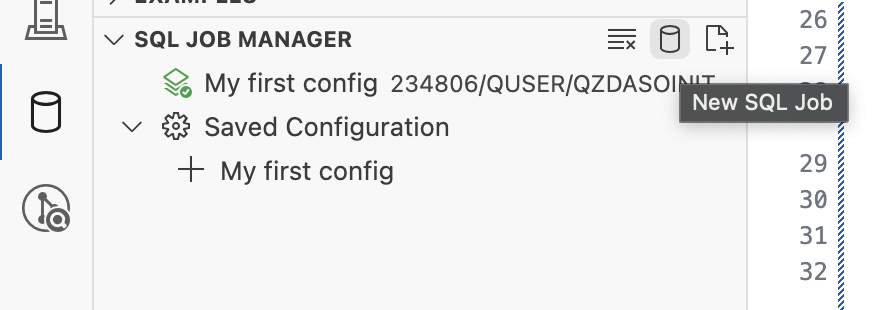 26
SQL JOB MANAGER
27
My first config 234806/QUSER/QZDASOINIT
New SQL Job
Saved Configuration
29
My first config
30
31
32